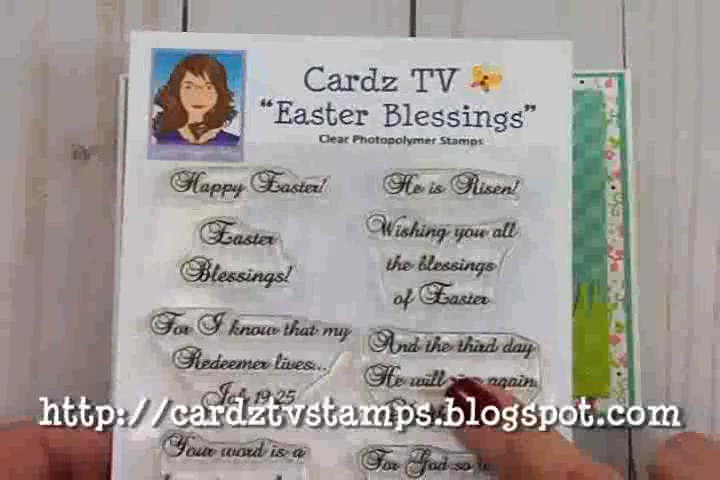 Cardz TV
"Easter Blessings"
Clear Photopolymer Stamps
Happy Easter!
He is Risen!
Easter
Blessings!
Wishing you all
the blessings
of Easter
For I know that my
Redeemer lives...
Job 19:25
And the third day
He will rise again.
http://cardztvstamps.blogspot.com
Your word is a
For God so